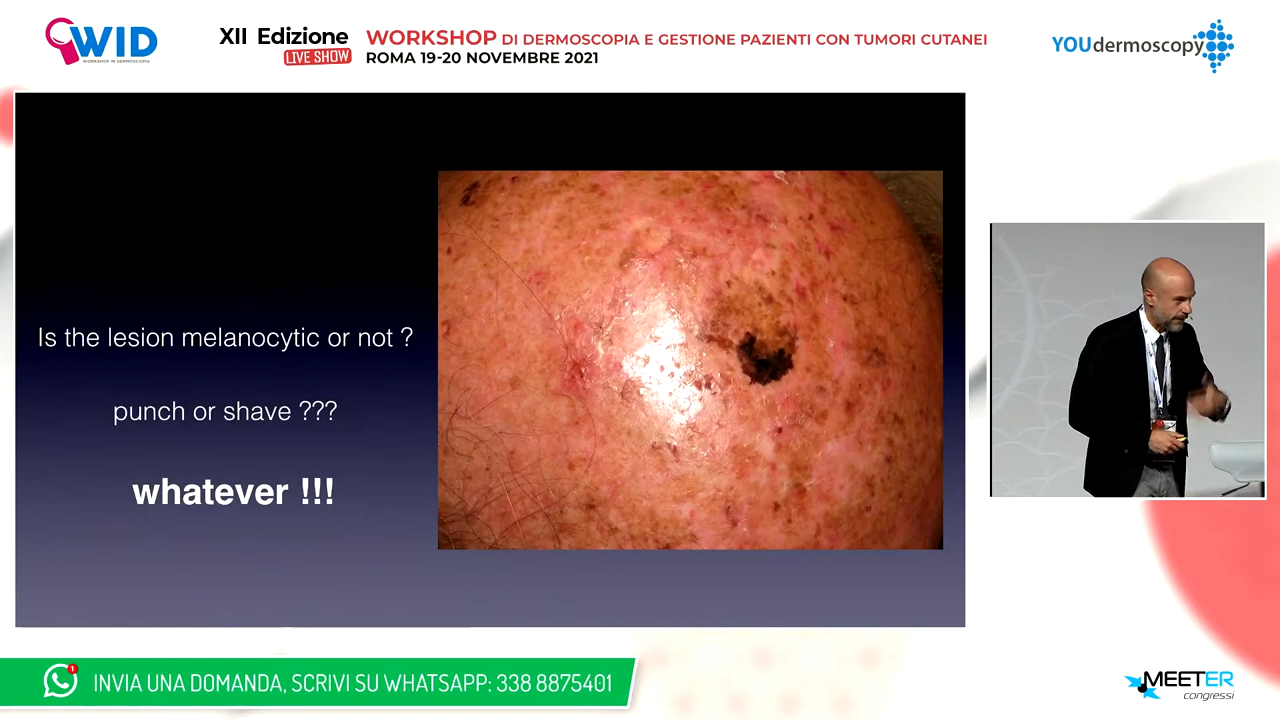 WID
WORKSHOP IN DERMOSCOPIA
XII Edizione
LIVE SHOW
WORKSHOP DI DERMOSCOPIA E GESTIONE PAZIENTI CON TUMORI CUTANEI
ROMA 19-20 NOVEMBRE 2021
YOUdermoscopy
Is the lesion melanocytic or not ?
punch or shave ???
whatever !!!
1
INVIA UNA DOMANDA, SCRIVI SU WHATSAPP: 338 8875401
MEETER
congressi